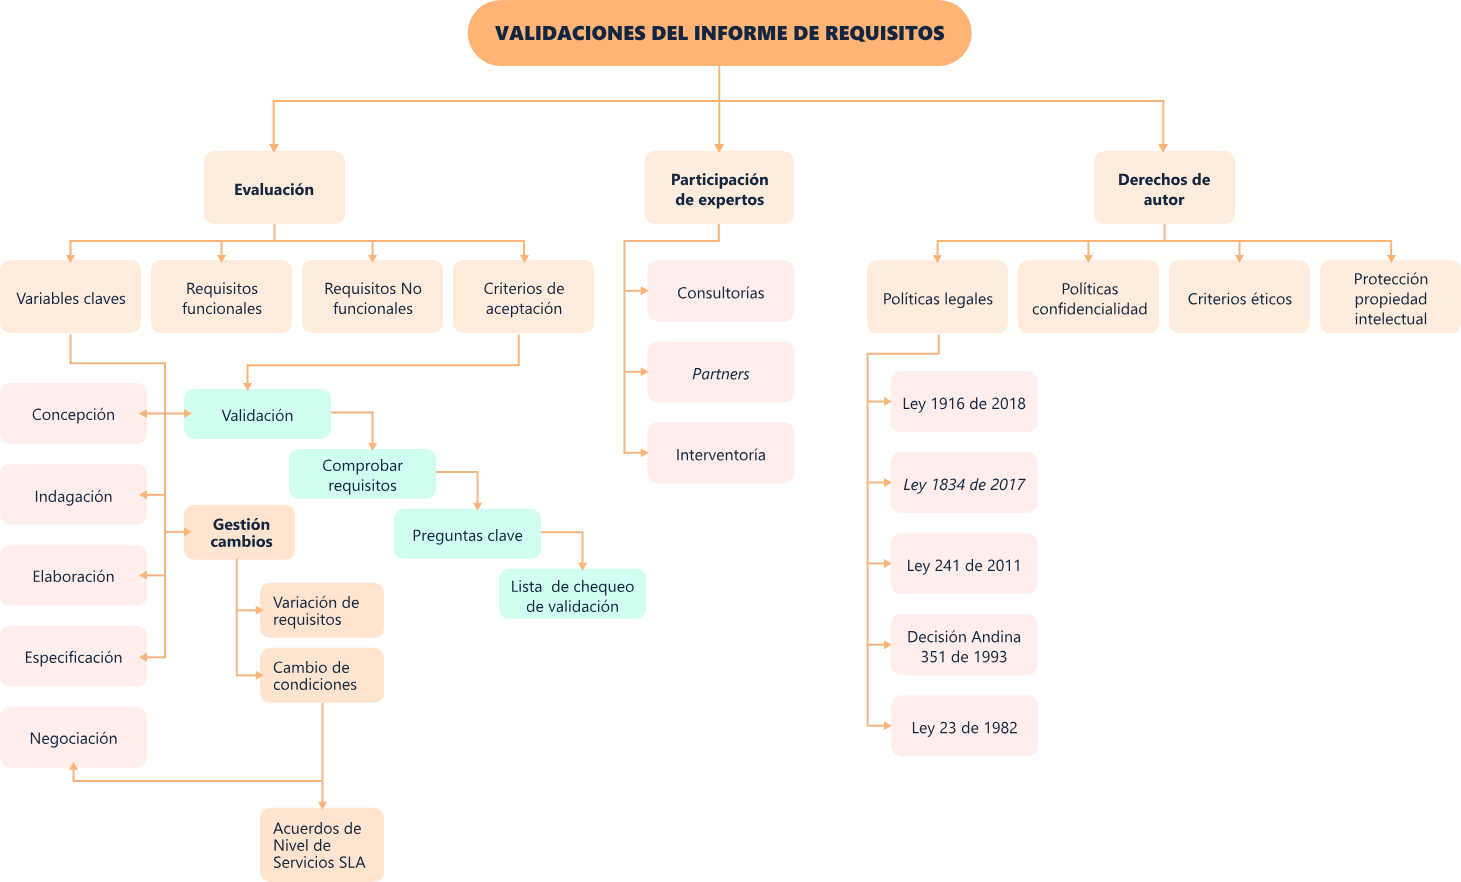 VALIDACIONES DEL INFORME DE REQUISITOS
Evaluación
Participación
de expertos
Derechos de
autor
Variables claves
Requisitos
funcionales
Requisitos No
funcionales
Criterios de
aceptación
Consultorías
Partners
Interventoría
Políticas legales
Políticas
confidencialidad
Criterios éticos
Protección
propiedad
intelectual
Concepción
Indagación
Elaboración
Especificación
Negociación
Validación
Comprobar
requisitos
Preguntas clave
Lista  de chequeo
de validación
Gestión
cambios
Variación de
requisitos
Cambio de
condiciones
Acuerdos de
Nivel de
Servicios SLA
Ley 1916 de 2018
Ley 1834 de 2017
Ley 241 de 2011
Decisión Andina
351 de 1993
Ley 23 de 1982